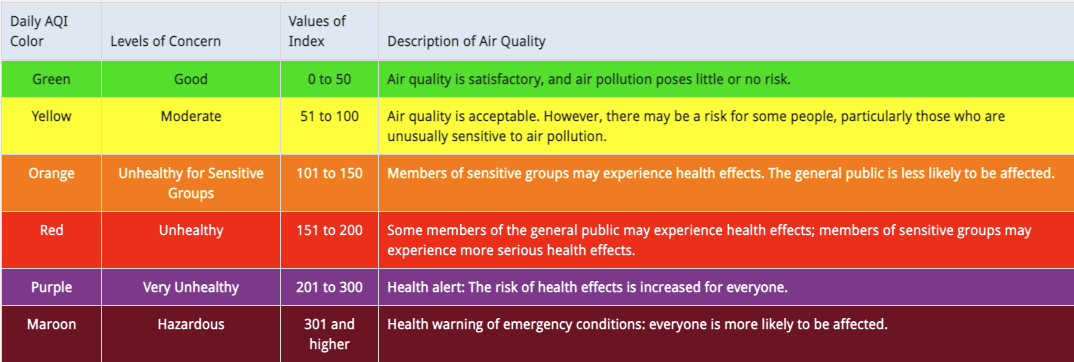 Daily AQI
Color
Levels of Concern
Values of
Index
Description of Air Quality
Green
Good
0 to 50
Air quality is satisfactory, and air pollution poses little or no risk.
Yellow
Moderate
51 to 100
Air quality is acceptable. However, there may be a risk for some people, particularly those who are
unusually sensitive to air pollution.
Orange
Unhealthy for Sensitive
Groups
101 to 150
Members of sensitive groups may experience health effects. The general public is less likely to be affected.
Red
Unhealthy
151 to 200
Some members of the general public may experience health effects; members of sensitive groups may
experience more serious health effects.
Purple
Very Unhealthy
201 to 300
Health alert: The risk of health effects is increased for everyone.
Maroon
Hazardous
301 and
higher
Health warning of emergency conditions: everyone is more likely to be affected.